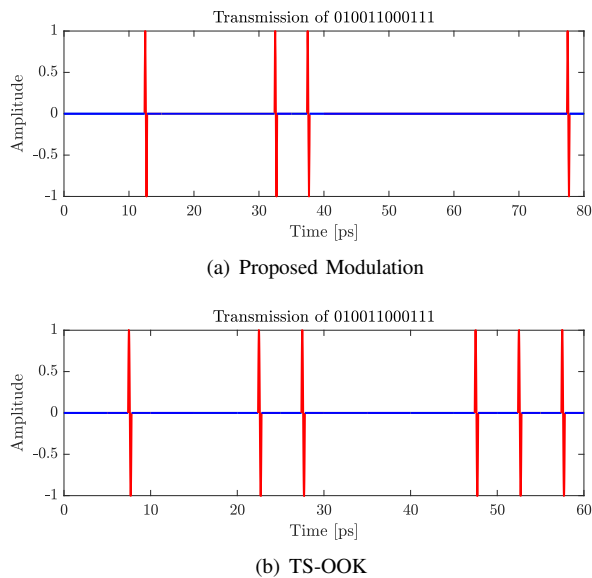 Transmission of 010011000111
1
0.5
0
-0.5
-1
Amplitude
0 10 20 30 40 50 60 70 80
Time [ps]
(a) Proposed Modulation
Transmission of 010011000111
1
0.5
0
-0.5
-1
Amplitude
0 10 20 30 40 50 60
Time [ps]
(b) TS-OOK